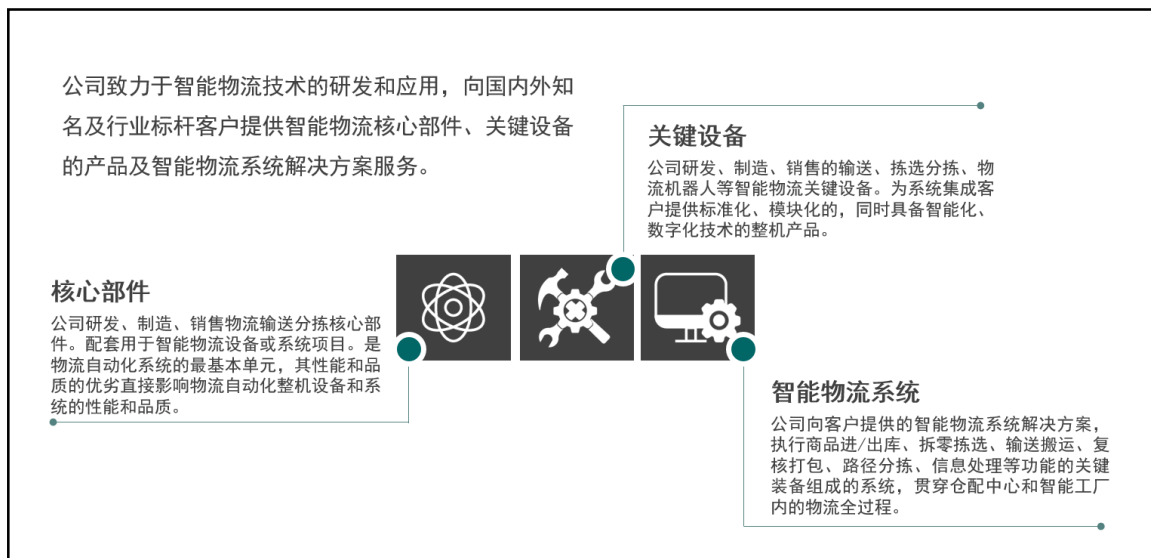 公司致力于智能物流技术的研发和应用，向国内外知
名及行业标杆客户提供智能物流核心部件、关键设备
的产品及智能物流系统解决方案服务。
关键设备
公司研发、制造、销售的输送、拣选分拣、物
流机器人等智能物流关键设备。为系统集成客
户提供标准化、模块化的，同时具备智能化、
数字化技术的整机产品。
核心部件
公司研发、制造、销售物流输送分拣核心部
件。配套用于智能物流设备或系统项目。是
物流自动化系统的最基本单元，其性能和品
质的优劣直接影响物流自动化整机设备和系
统的性能和品质。
智能物流系统
公司向客户提供的智能物流系统解决方案，
执行商品进/出库、拆零拣选、输送搬运、复
核打包、路径分拣、信息处理等功能的关键
装备组成的系统，贯穿仓配中心和智能工厂
内的物流全过程。